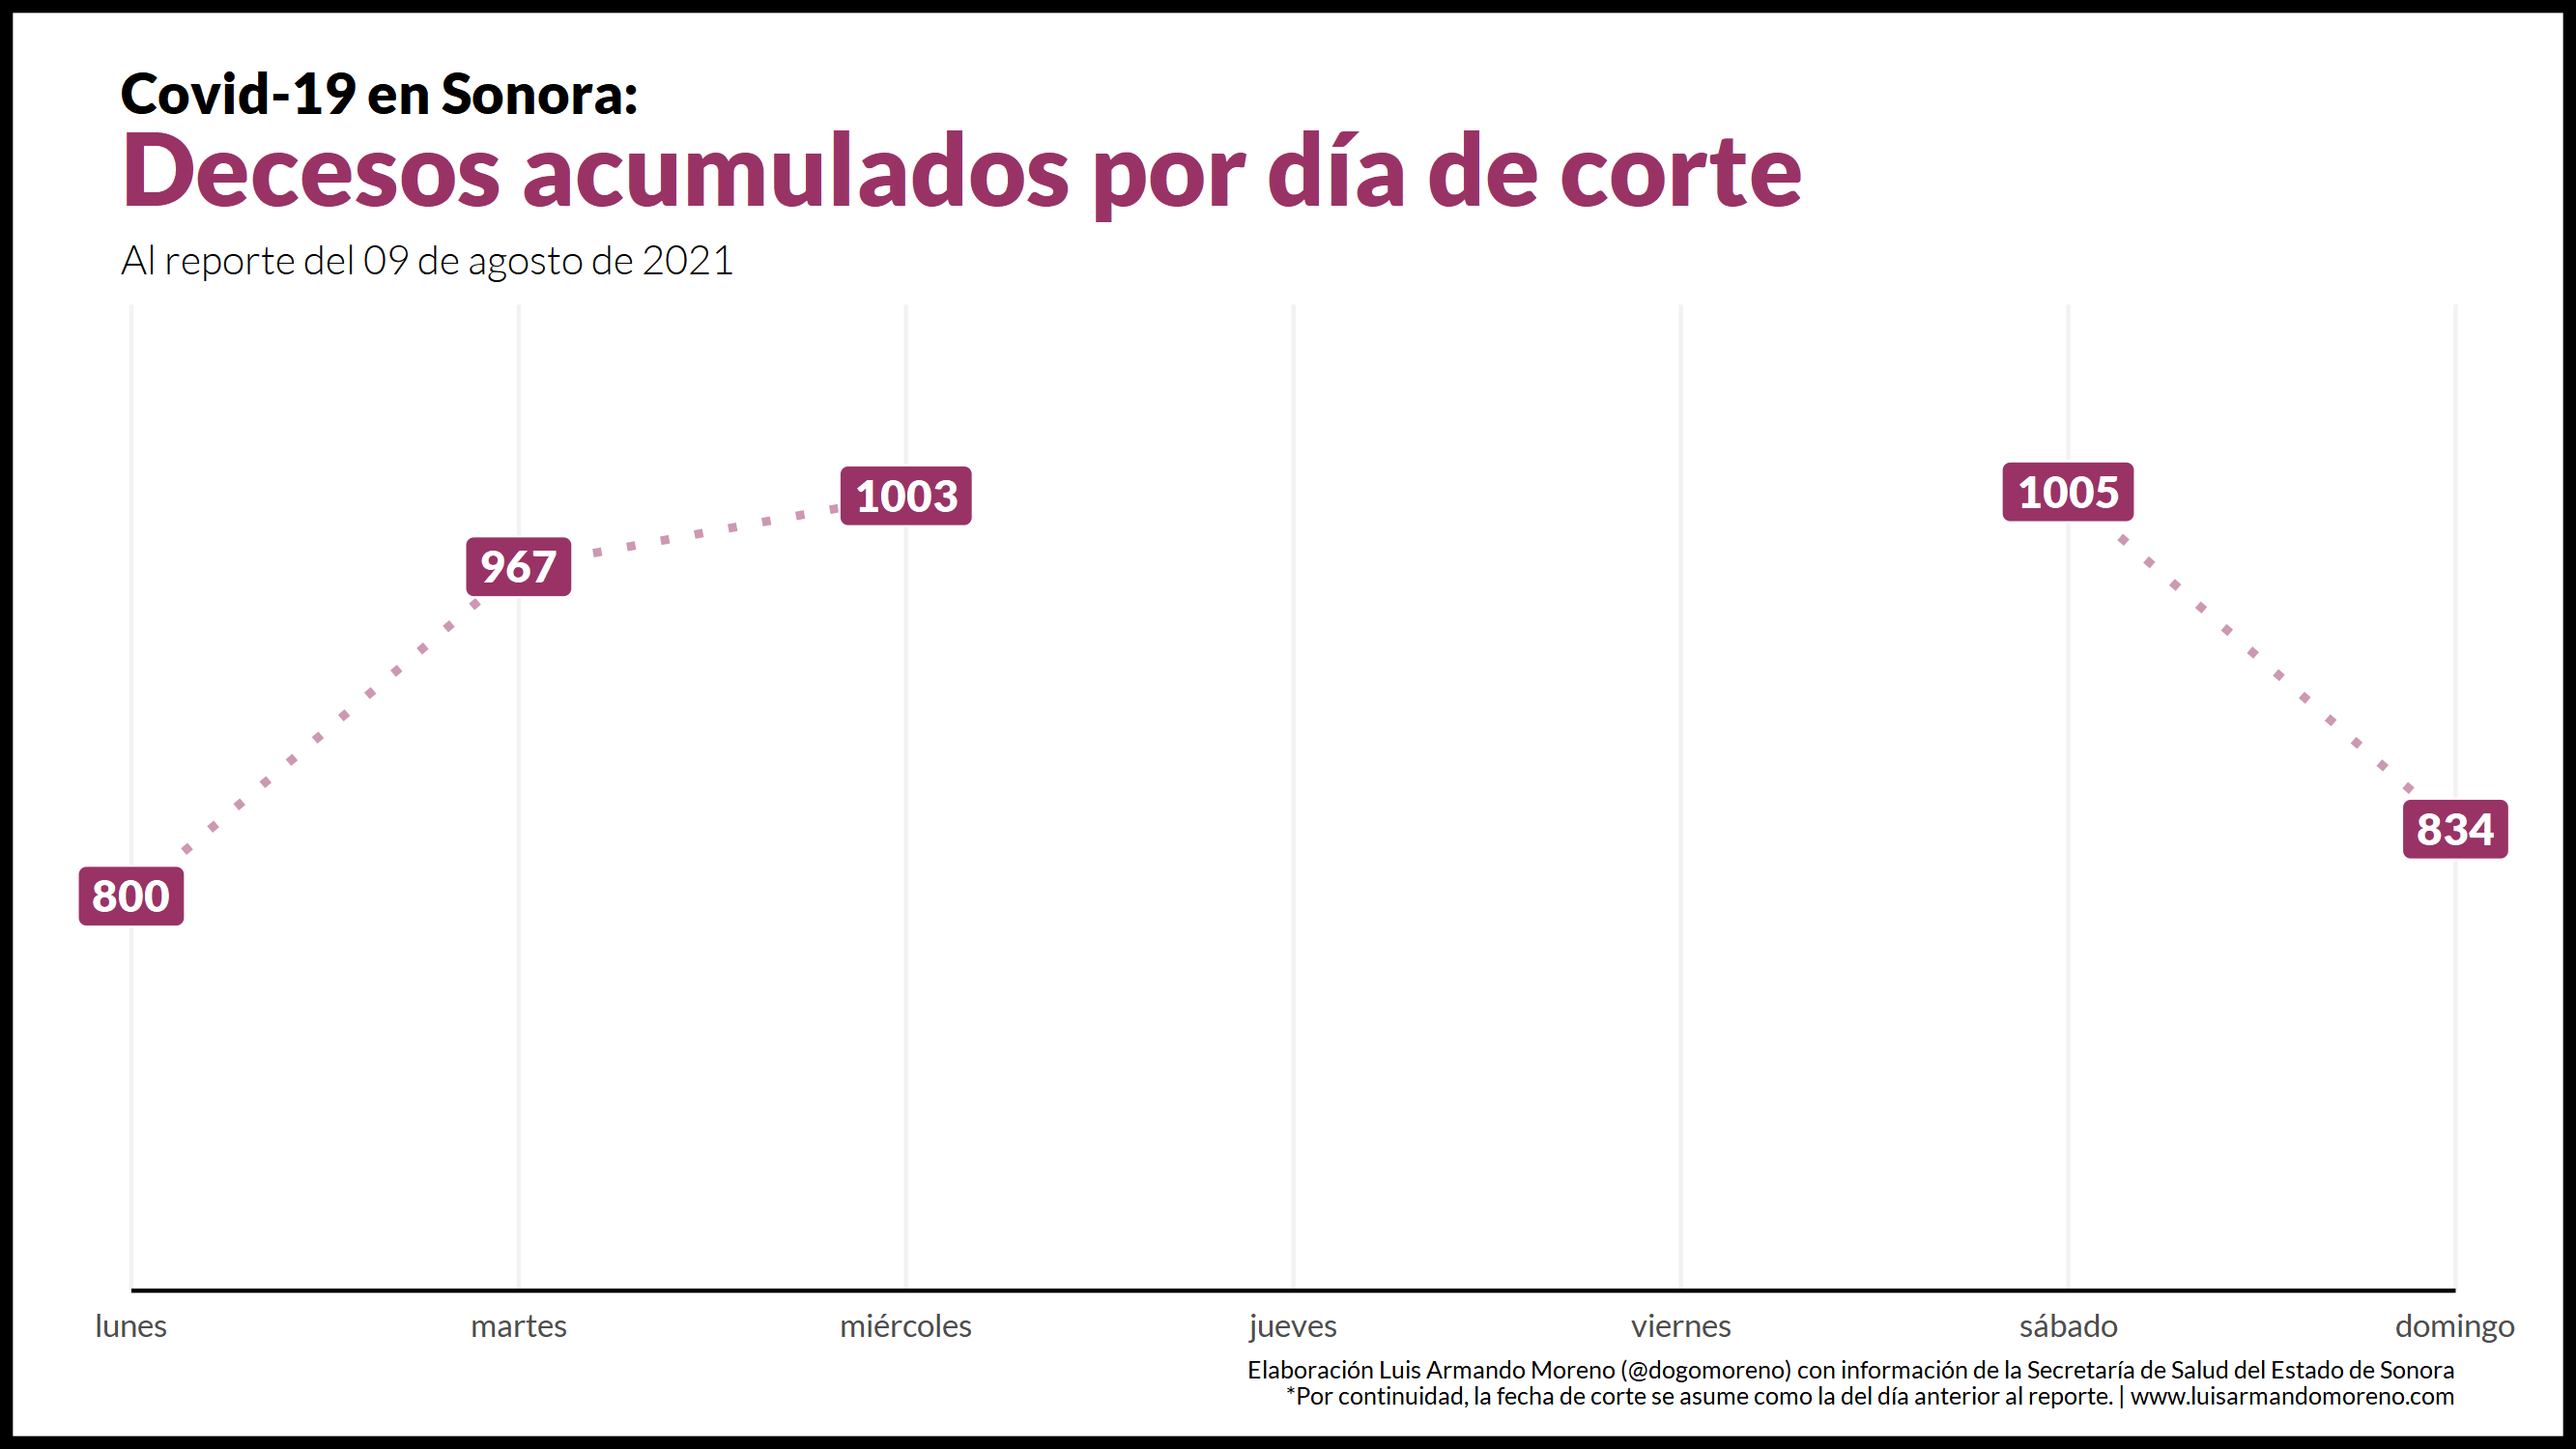 Covid-19 en Sonora:
Decesos acumulados por día de corte
Al reporte del 09 de agosto de 2021
1003
1005
967
834
800
lunes martes miércoles jueves viernes sábado domingo
Elaboración Luis Armando Moreno (@dogomoreno) con información de la Secretaría de Salud del Estado de Sonora
*Por continuidad, la fecha de corte se asume como la del día anterior al reporte. | www.luisarmandomoreno.com